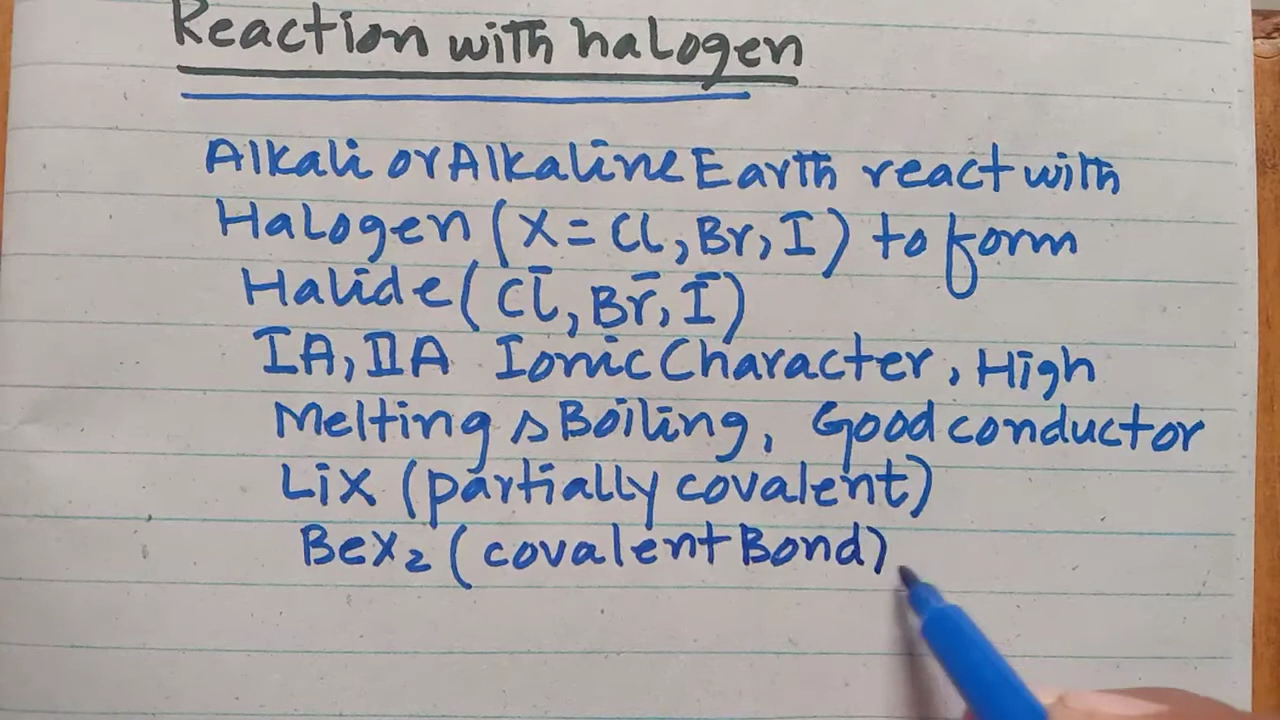 Reaction with halogen
Alkali or Alkaline Earth react with
Halogen (X = Cl, Br, I) to form
Halide (Cl⁻, Br⁻, I⁻)
IA, IIA Ionic Character, High
Melting & Boiling, Good conductor
LiX (partially covalent)
BeX₂ (covalent Bond)